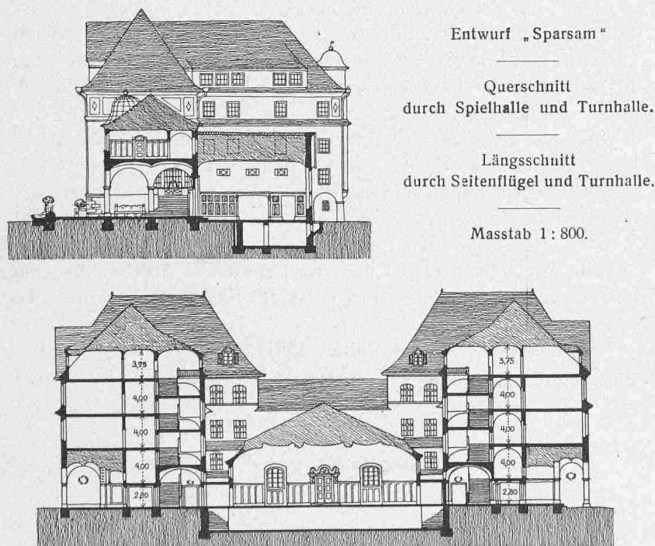 Entwurf „Sparsam“
Querschnitt
durch Spielhalle und Turnhalle.
Längsschnitt
durch Seitenflügel und Turnhalle.
Masstab 1 : 800.
3,75
4,00
4,00
4,00
2,80
3,75
4,00
4,00
4,00
2,80